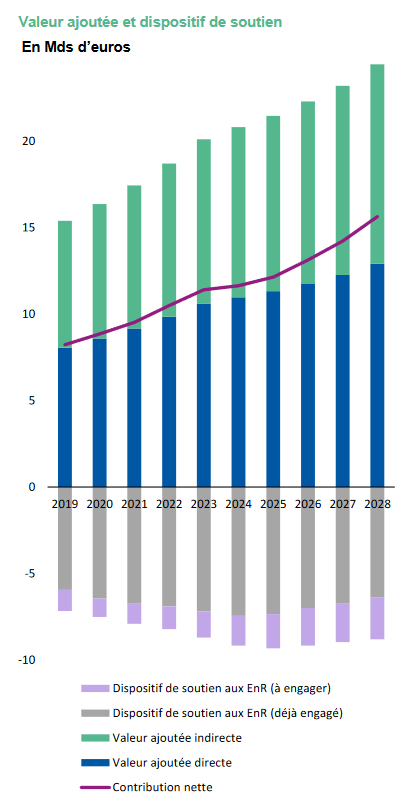 Valeur ajoutée et dispositif de soutien
En Mds d’euros
20
15
10
5
0
2019 2020 2021 2022 2023 2024 2025 2026 2027 2028
-5
-10
Dispositif de soutien aux EnR (à engager)
Dispositif de soutien aux EnR (déjà engagé)
Valeur ajoutée indirecte
Valeur ajoutée directe
Contribution nette